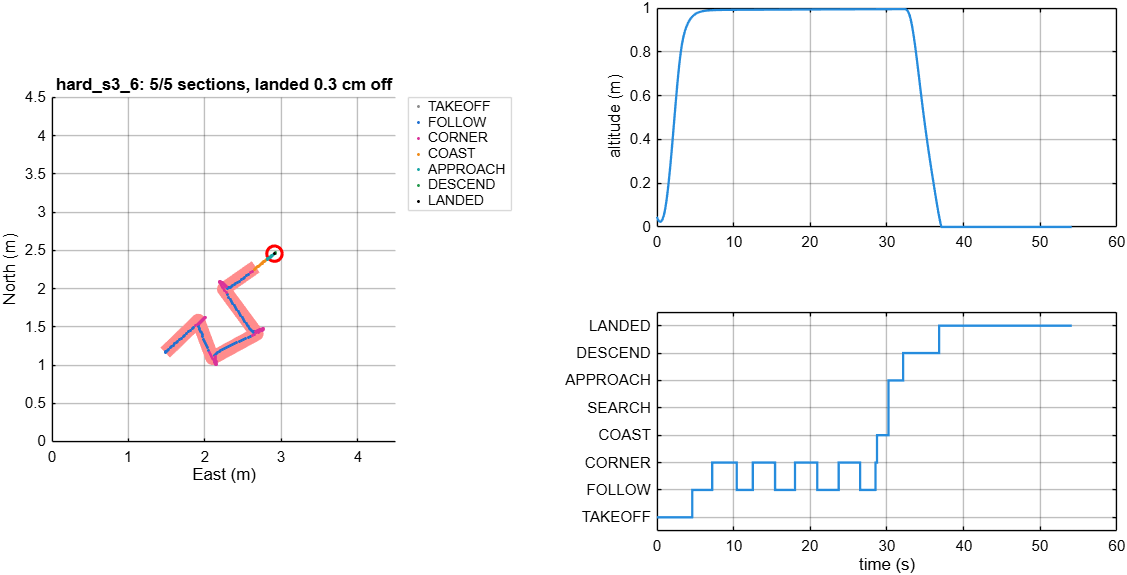 hard_s3_6: 5/5 sections, landed 0.3 cm off
4.5
4
3.5
3
2.5
2
1.5
1
0.5
0
0 1 2 3 4
East (m)
North (m)
TAKEOFF
FOLLOW
CORNER
COAST
APPROACH
DESCEND
LANDED
1
0.8
0.6
0.4
0.2
0
0 10 20 30 40 50 60
altitude (m)
LANDED
DESCEND
APPROACH
SEARCH
COAST
CORNER
FOLLOW
TAKEOFF
0 10 20 30 40 50 60
time (s)